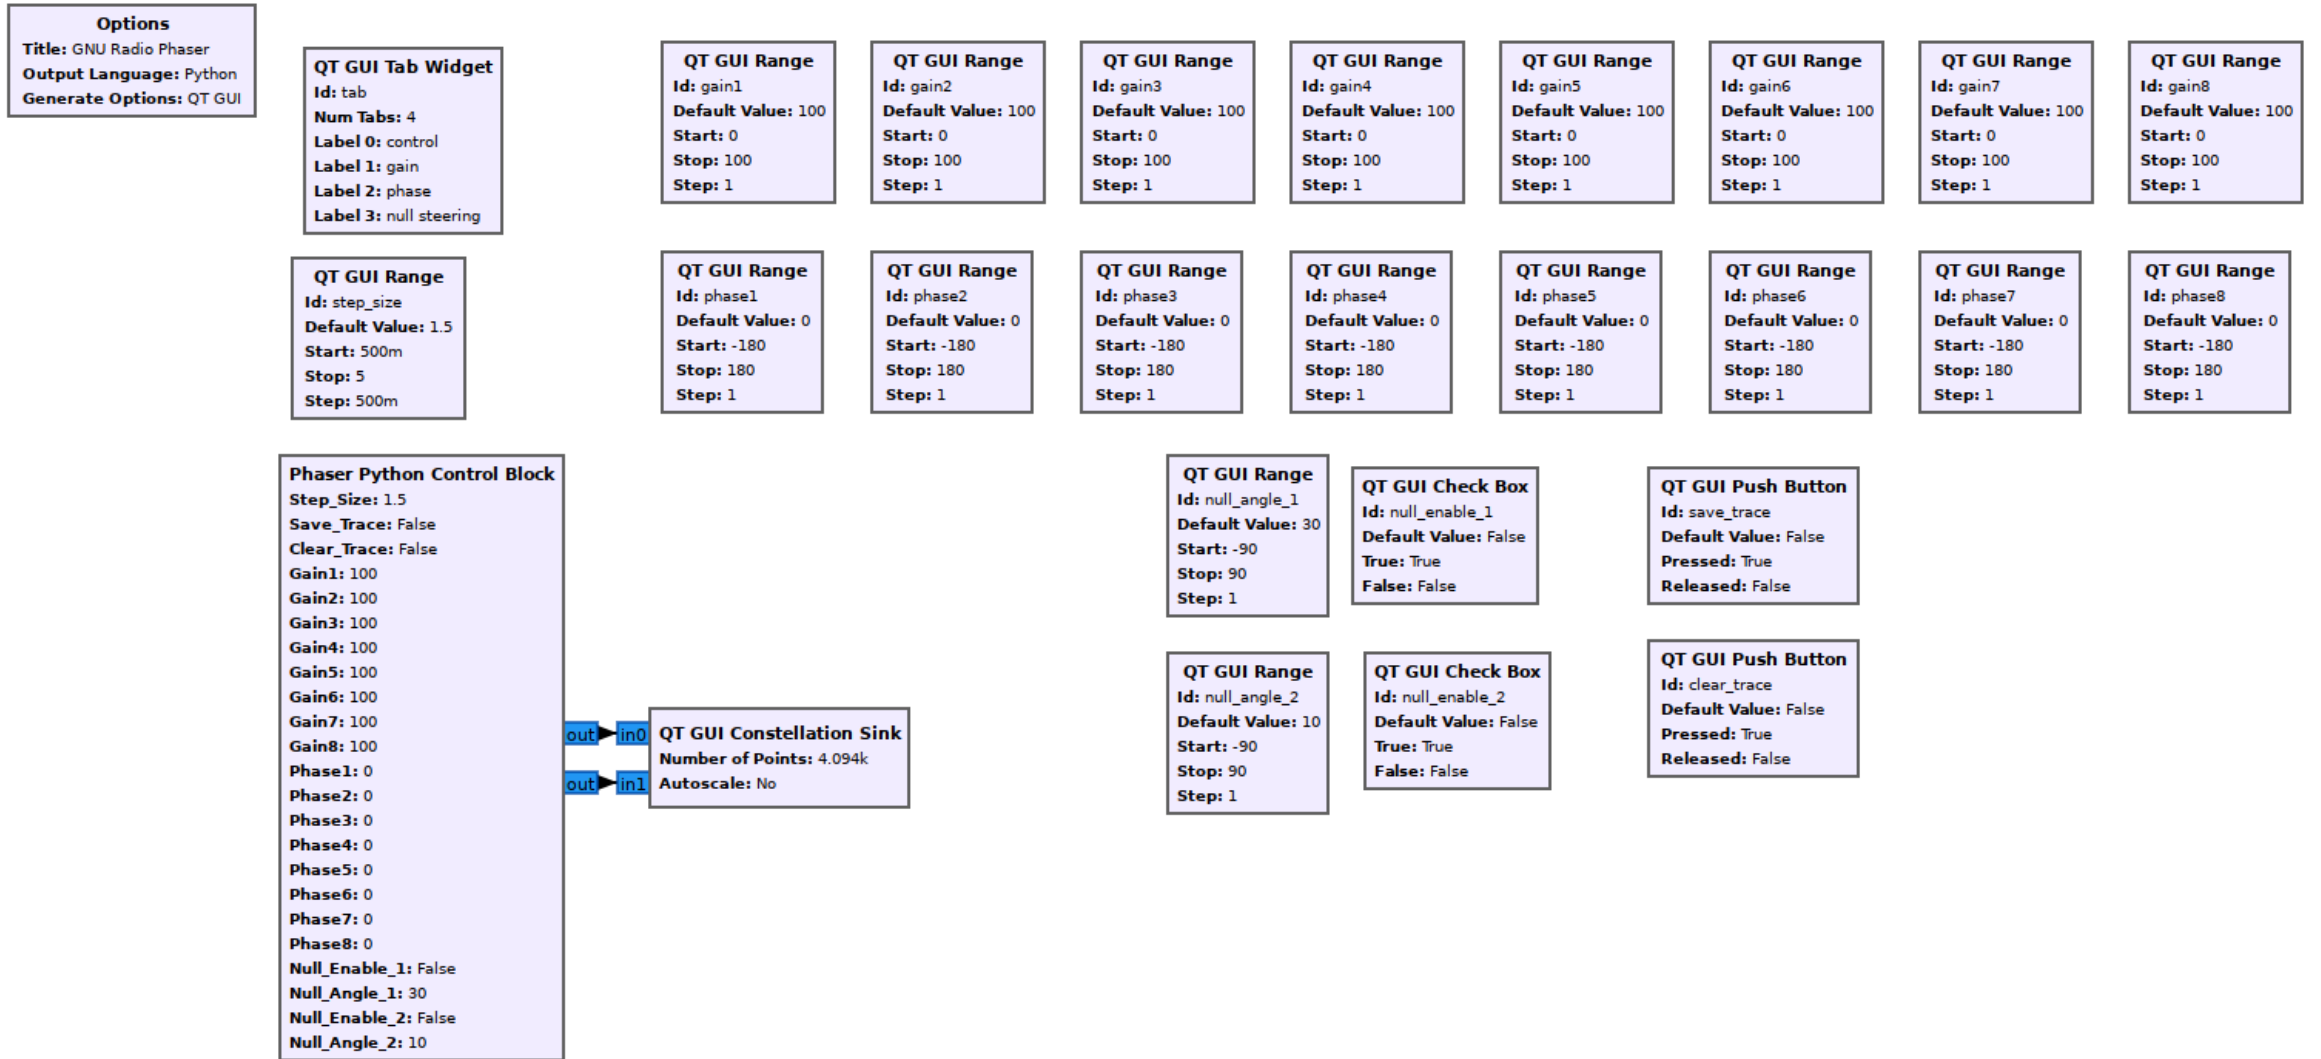 Options
Title: GNU Radio Phaser
Output Language: Python
Generate Options: QT GUI
QT GUI Tab Widget
Id: tab
Num Tabs: 4
Label 0: control
Label 1: gain
Label 2: phase
Label 3: null steering
QT GUI Range
Id: gain1
Default Value: 100
Start: 0
Stop: 100
Step: 1
QT GUI Range
Id: gain2
Default Value: 100
Start: 0
Stop: 100
Step: 1
QT GUI Range
Id: gain3
Default Value: 100
Start: 0
Stop: 100
Step: 1
QT GUI Range
Id: gain4
Default Value: 100
Start: 0
Stop: 100
Step: 1
QT GUI Range
Id: gain5
Default Value: 100
Start: 0
Stop: 100
Step: 1
QT GUI Range
Id: gain6
Default Value: 100
Start: 0
Stop: 100
Step: 1
QT GUI Range
Id: gain7
Default Value: 100
Start: 0
Stop: 100
Step: 1
QT GUI Range
Id: gain8
Default Value: 100
Start: 0
Stop: 100
Step: 1
QT GUI Range
Id: step_size
Default Value: 1.5
Start: 500m
Stop: 5
Step: 500m
QT GUI Range
Id: phase1
Default Value: 0
Start: -180
Stop: 180
Step: 1
QT GUI Range
Id: phase2
Default Value: 0
Start: -180
Stop: 180
Step: 1
QT GUI Range
Id: phase3
Default Value: 0
Start: -180
Stop: 180
Step: 1
QT GUI Range
Id: phase4
Default Value: 0
Start: -180
Stop: 180
Step: 1
QT GUI Range
Id: phase5
Default Value: 0
Start: -180
Stop: 180
Step: 1
QT GUI Range
Id: phase6
Default Value: 0
Start: -180
Stop: 180
Step: 1
QT GUI Range
Id: phase7
Default Value: 0
Start: -180
Stop: 180
Step: 1
QT GUI Range
Id: phase8
Default Value: 0
Start: -180
Stop: 180
Step: 1
Phaser Python Control Block
Step_Size: 1.5
Save_Trace: False
Clear_Trace: False
Gain1: 100
Gain2: 100
Gain3: 100
Gain4: 100
Gain5: 100
Gain6: 100
Gain7: 100
Gain8: 100
Phase1: 0
Phase2: 0
Phase3: 0
Phase4: 0
Phase5: 0
Phase6: 0
Phase7: 0
Phase8: 0
Null_Enable_1: False
Null_Angle_1: 30
Null_Enable_2: False
Null_Angle_2: 10
out
out
in0
in1
QT GUI Constellation Sink
Number of Points: 4.094k
Autoscale: No
QT GUI Range
Id: null_angle_1
Default Value: 30
Start: -90
Stop: 90
Step: 1
QT GUI Check Box
Id: null_enable_1
Default Value: False
True: True
False: False
QT GUI Push Button
Id: save_trace
Default Value: False
Pressed: True
Released: False
QT GUI Range
Id: null_angle_2
Default Value: 10
Start: -90
Stop: 90
Step: 1
QT GUI Check Box
Id: null_enable_2
Default Value: False
True: True
False: False
QT GUI Push Button
Id: clear_trace
Default Value: False
Pressed: True
Released: False